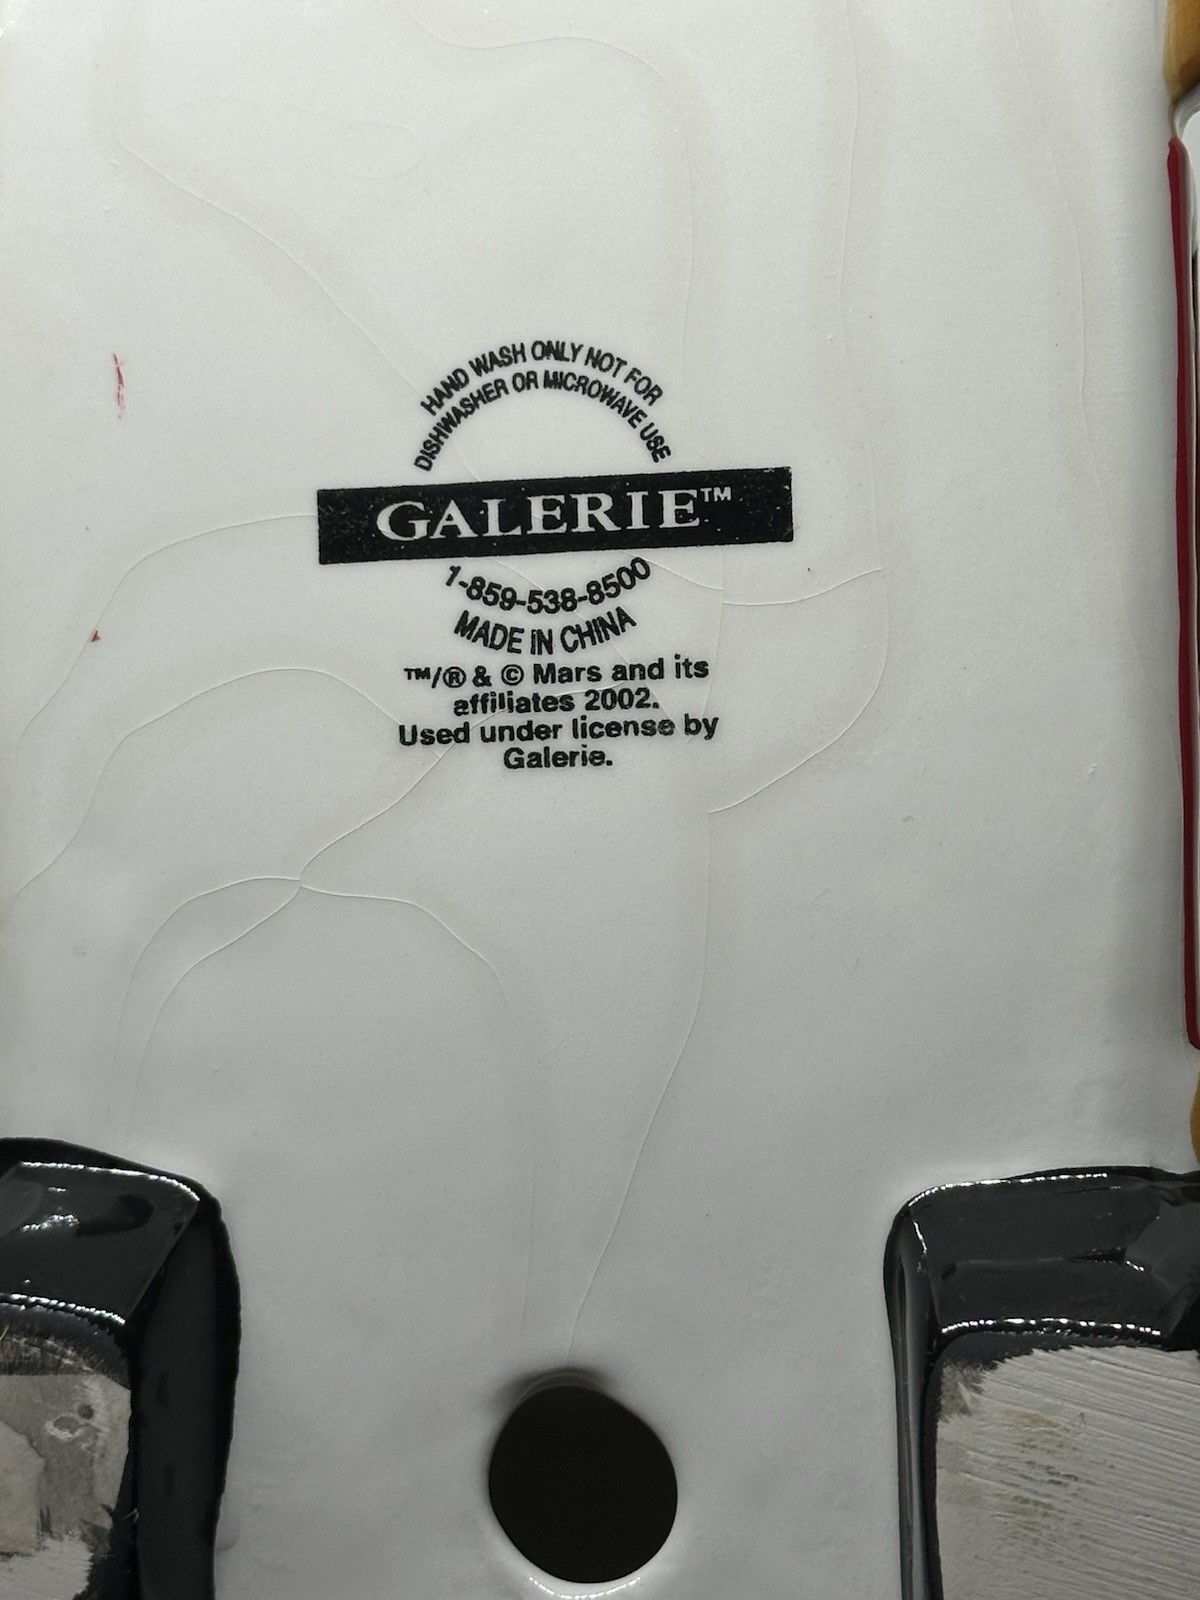 HAND WASH ONLY NOT FOR
DISHWASHER OR MICROWAVE USE
GALERIE™
1-859-538-8500
MADE IN CHINA
™/® & © Mars and its
affiliates 2002.
Used under license by
Galerie.